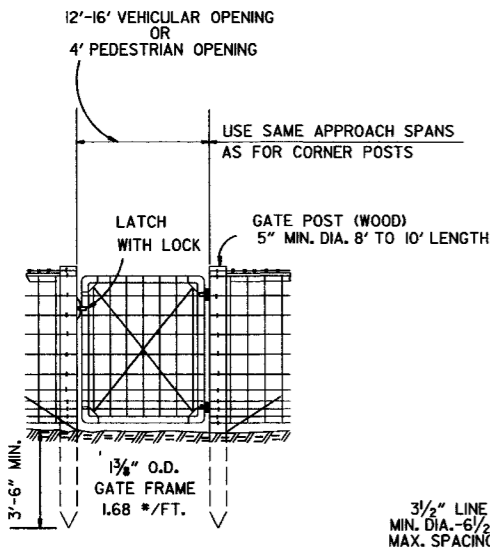 12'-16' VEHICULAR OPENING
OR
4' PEDESTRIAN OPENING
USE SAME APPROACH SPANS
AS FOR CORNER POSTS
LATCH
WITH LOCK
GATE POST (WOOD)
5" MIN. DIA. 8' TO 10' LENGTH
3'-6" MIN.
1⅜" O.D.
GATE FRAME
1.68 #/FT.
3½" LINE
MIN. DIA.-6½
MAX. SPACING